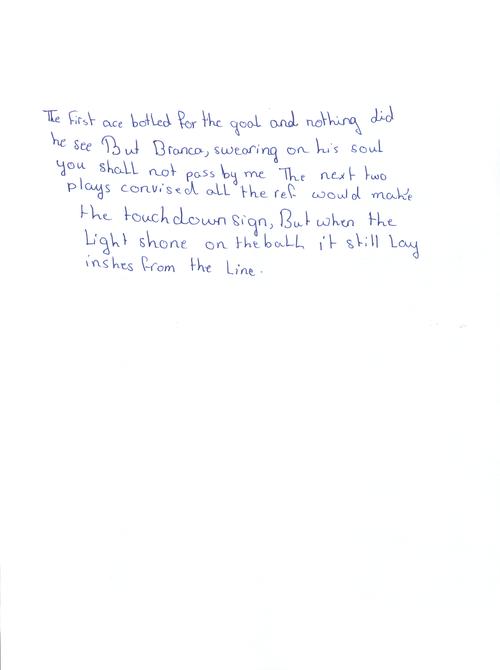 The first ace botled for the goal and nothing did
he see But Branca, swearing on his soul
you shall not pass by me The next two
plays convised all the ref. would make
the touchdown sign, But when the
Light shone on the ball it still Lay
inshes from the Line.